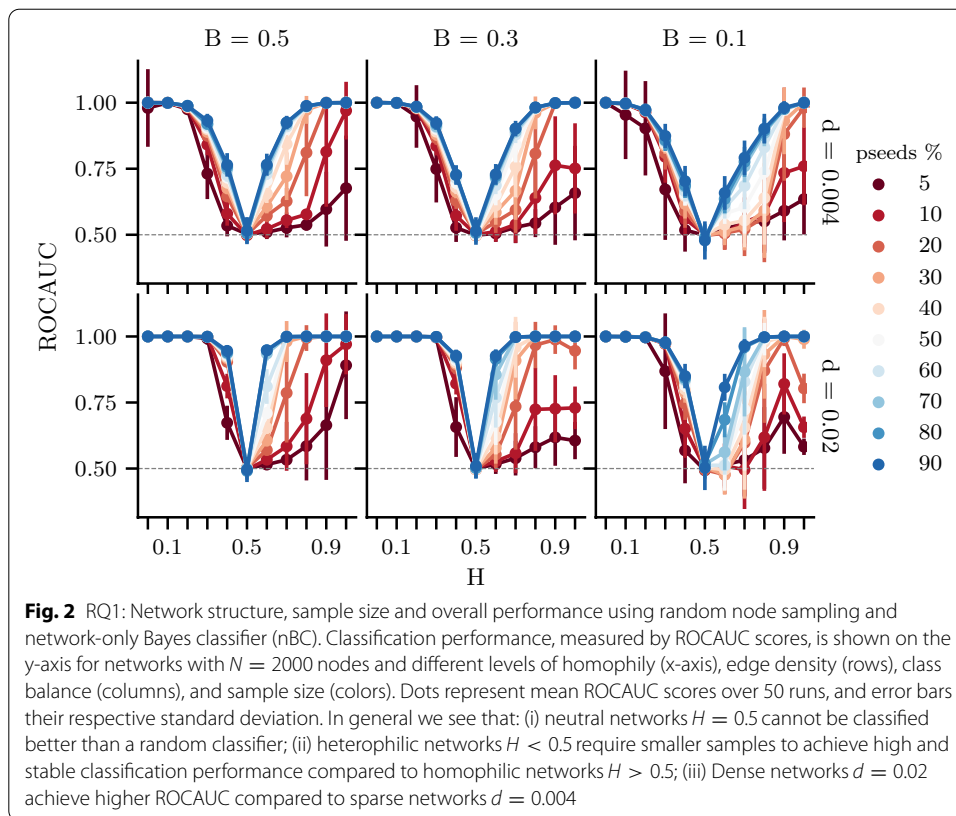 B = 0.5
B = 0.3
B = 0.1
1.00
0.75
0.50
d = 0.004
1.00
0.75
0.50
d = 0.02
ROCAUC
0.1 0.5 0.9
0.1 0.5 0.9
0.1 0.5 0.9
H
pseeds %
5
10
20
30
40
50
60
70
80
90
Fig. 2 RQ1: Network structure, sample size and overall performance using random node sampling and
network-only Bayes classifier (nBC). Classification performance, measured by ROCAUC scores, is shown on the
y-axis for networks with N = 2000 nodes and different levels of homophily (x-axis), edge density (rows), class
balance (columns), and sample size (colors). Dots represent mean ROCAUC scores over 50 runs, and error bars
their respective standard deviation. In general we see that: (i) neutral networks H = 0.5 cannot be classified
better than a random classifier; (ii) heterophilic networks H < 0.5 require smaller samples to achieve high and
stable classification performance compared to homophilic networks H > 0.5; (iii) Dense networks d = 0.02
achieve higher ROCAUC compared to sparse networks d = 0.004